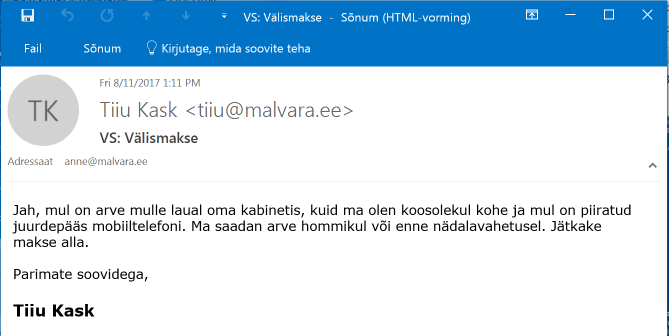 VS: Välismakse - Sõnum (HTML-vorming)
Fail Sõnum Kirjutage, mida soovite teha
Fri 8/11/2017 1:11 PM
TK
Tiiu Kask <tiiu@malvara.ee>
VS: Välismakse
Adressaat anne@malvara.ee
Jah, mul on arve mulle laual oma kabinetis, kuid ma olen koosolekul kohe ja mul on piiratud
juurdepääs mobiiltelefoni. Ma saadan arve hommikul või enne nädalavahetusel. Jätkake
makse alla.
Parimate soovidega,
Tiiu Kask